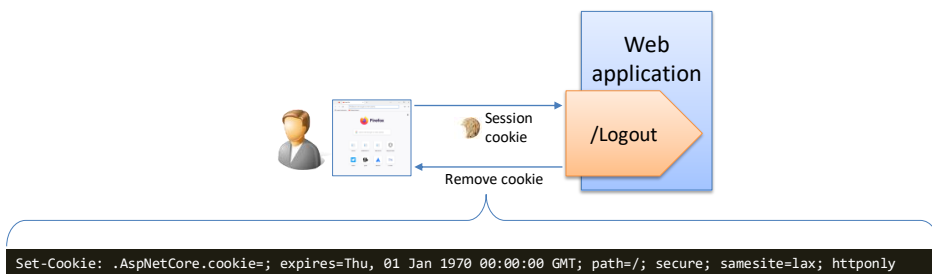 Web
application
Firefox
Session
cookie
/Logout
Remove cookie
Set-Cookie: .AspNetCore.cookie=; expires=Thu, 01 Jan 1970 00:00:00 GMT; path=/; secure; samesite=lax; httponly